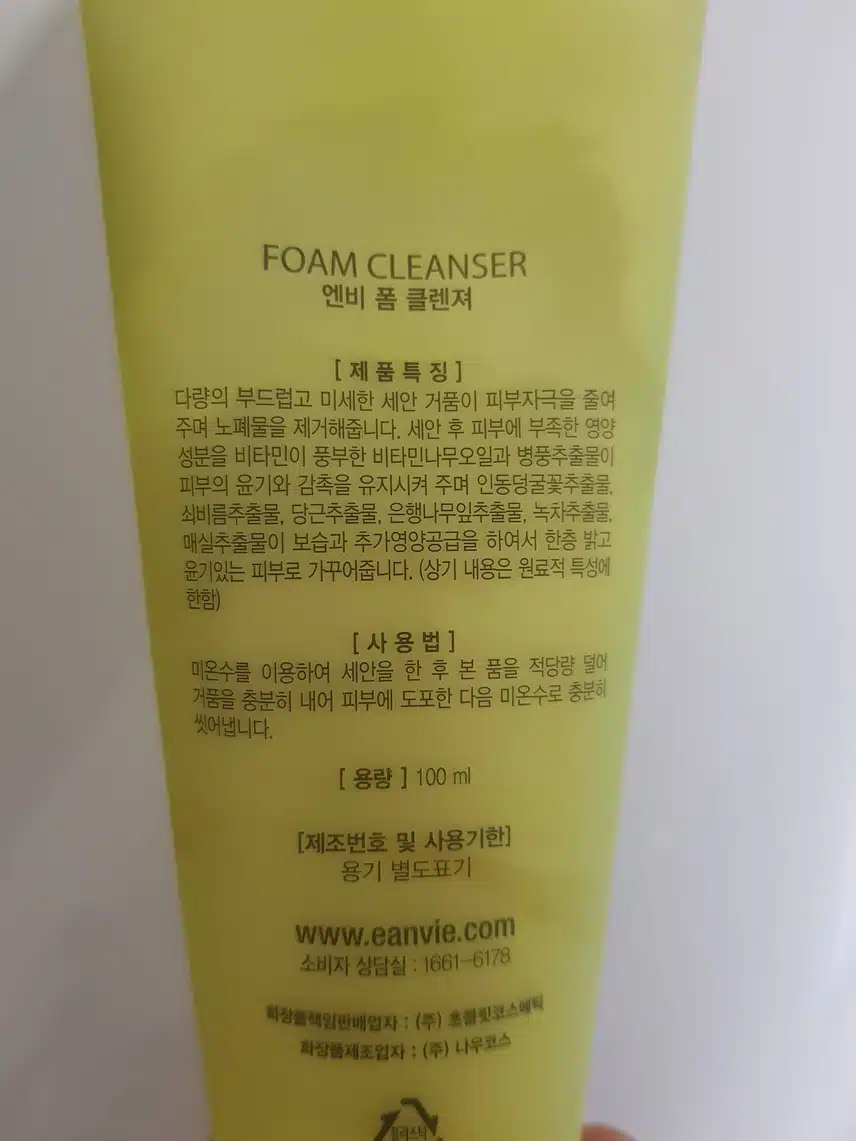 FOAM CLEANSER
엔비 폼 클렌져
[ 제 품 특 징 ]
다량의 부드럽고 미세한 세안 거품이 피부자극을 줄여
주며 노폐물을 제거해줍니다. 세안 후 피부에 부족한 영양
성분을 비타민이 풍부한 비타민나무오일과 병풍추출물이
피부의 윤기와 감촉을 유지시켜 주며 인동덩굴꽃추출물,
쇠비름추출물, 당근추출물, 은행나무잎추출물, 녹차추출물,
매실추출물이 보습과 추가영양공급을 하여서 한층 밝고
윤기있는 피부로 가꾸어줍니다. (상기 내용은 원료적 특성에
한함)
[ 사 용 법 ]
미온수를 이용하여 세안을 한 후 본 품을 적당량 덜어
거품을 충분히 내어 피부에 도포한 다음 미온수로 충분히
씻어냅니다.
[ 용량 ] 100 ml
[제조번호 및 사용기한]
용기 별도표기
www.eanvie.com
소비자 상담실 : 1661-6178
화장품책임판매업자 : (주) 초콜릿코스메틱
화장품제조업자 : (주) 나우코스
플라스틱